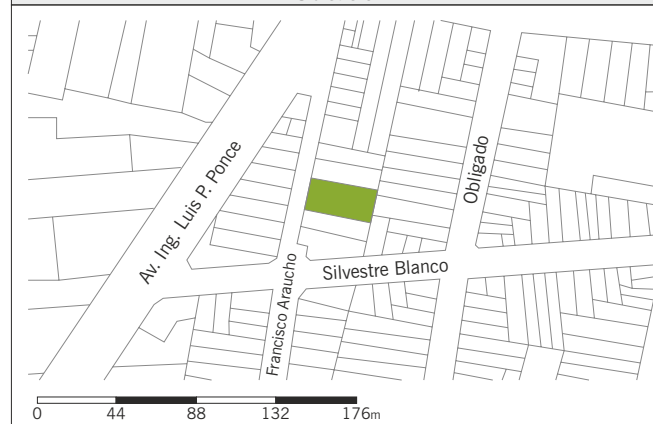 Av. Ing. Luis P. Ponce
Obligado
Silvestre Blanco
Francisco Araucho
0 44 88 132 176m